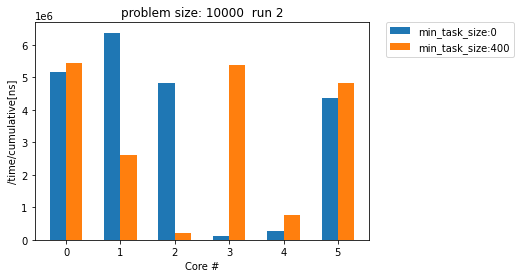 problem size: 10000  run 2
1e6
min_task_size:0
min_task_size:400
/time/cumulative[ns]
6
5
4
3
2
1
0
0 1 2 3 4 5
Core #